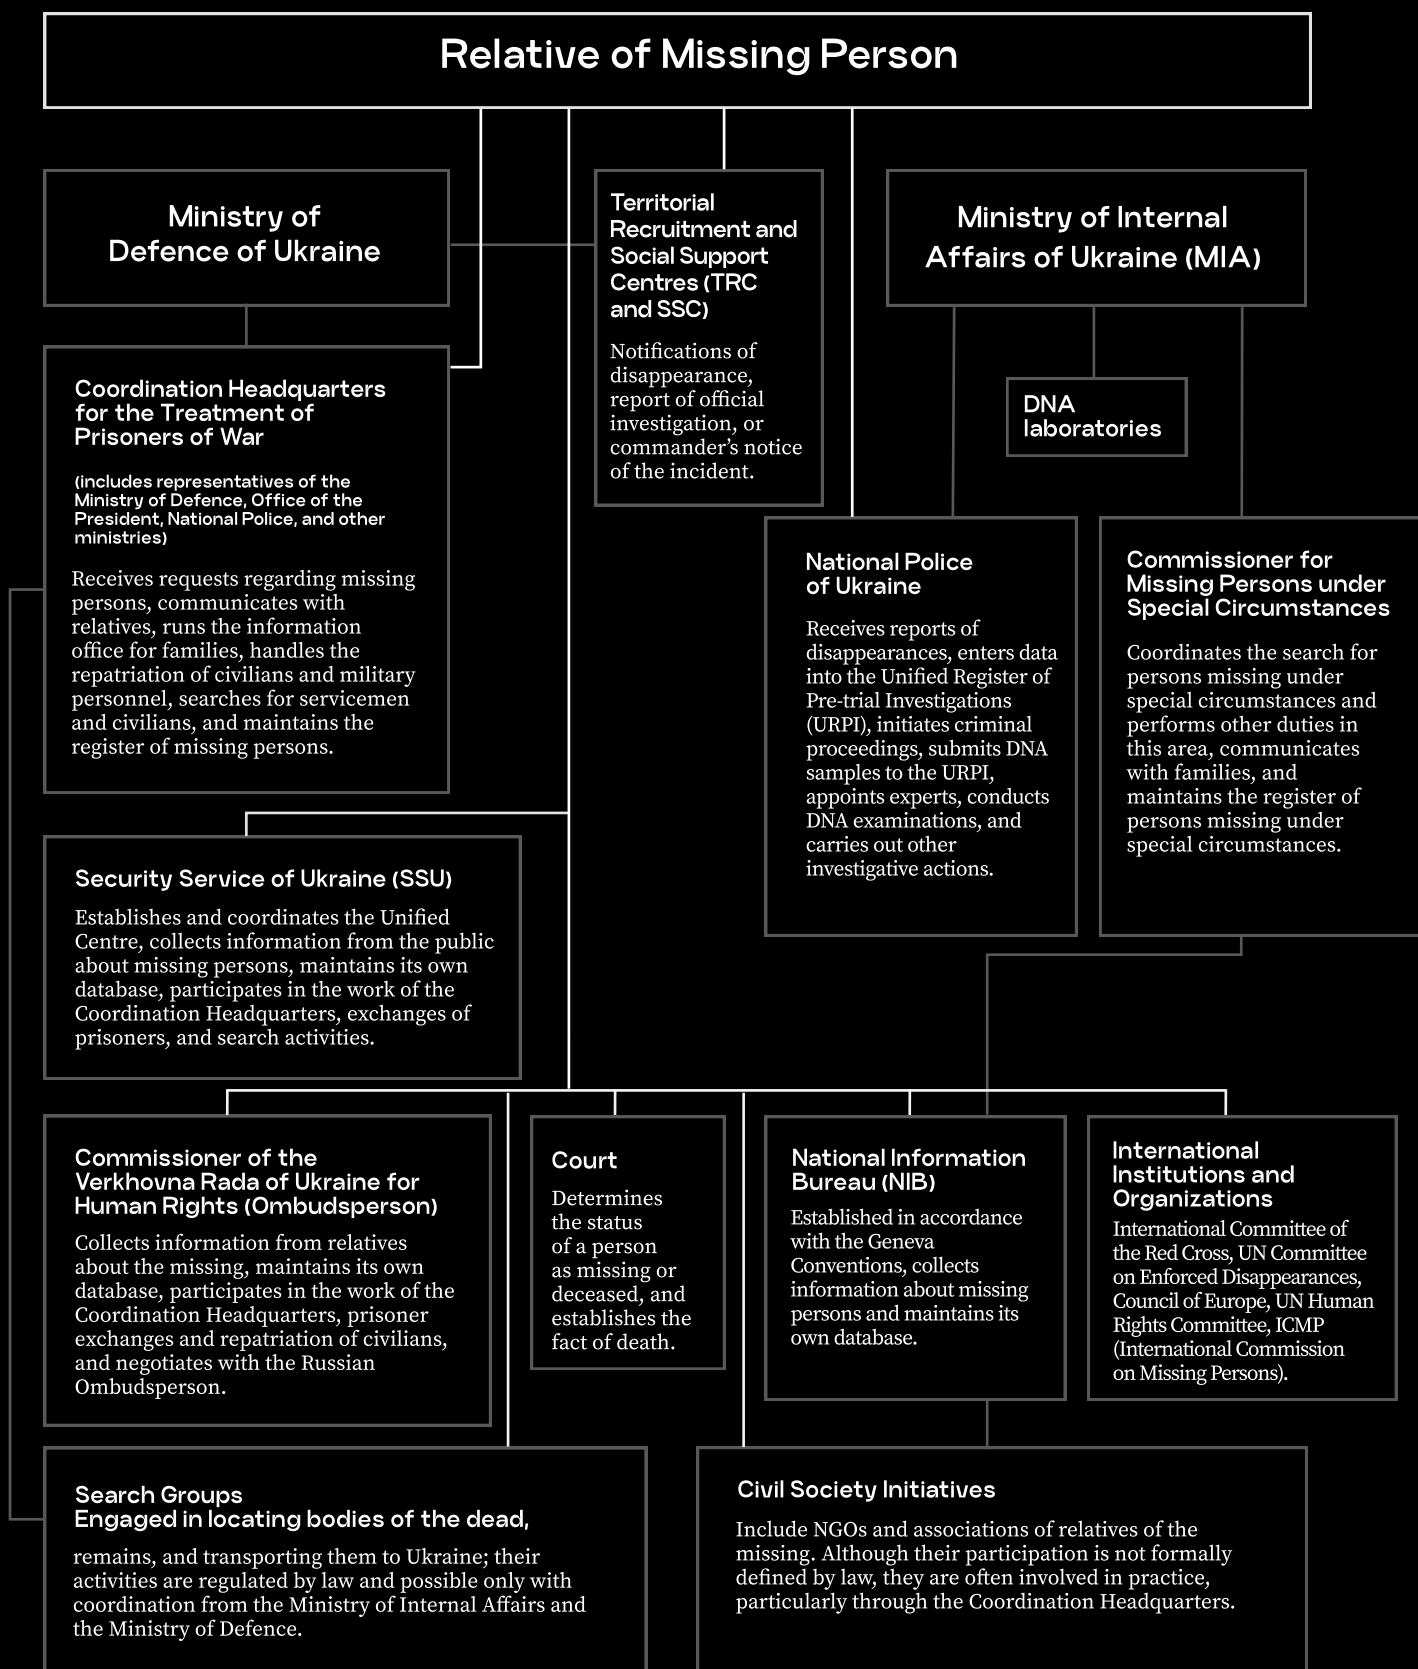 Relative of Missing Person
Ministry of
Defence of Ukraine
Territorial
Recruitment and
Social Support
Centres (TRC
and SSC)
Notifications of
disappearance,
report of official
investigation, or
commander’s notice
of the incident.
Ministry of Internal
Affairs of Ukraine (MIA)
DNA
laboratories
Coordination Headquarters
for the Treatment of
Prisoners of War
(includes representatives of the
Ministry of Defence, Office of the
President, National Police, and other
ministries)
Receives requests regarding missing
persons, communicates with
relatives, runs the information
office for families, handles the
repatriation of civilians and military
personnel, searches for servicemen
and civilians, and maintains the
register of missing persons.
National Police
of Ukraine
Receives reports of
disappearances, enters data
into the Unified Register of
Pre-trial Investigations
(URPI), initiates criminal
proceedings, submits DNA
samples to the URPI,
appoints experts, conducts
DNA examinations, and
carries out other
investigative actions.
Commissioner for
Missing Persons under
Special Circumstances
Coordinates the search for
persons missing under
special circumstances and
performs other duties in
this area, communicates
with families, and
maintains the register of
persons missing under
special circumstances.
Security Service of Ukraine (SSU)
Establishes and coordinates the Unified
Centre, collects information from the public
about missing persons, maintains its own
database, participates in the work of the
Coordination Headquarters, exchanges of
prisoners, and search activities.
Commissioner of the
Verkhovna Rada of Ukraine for
Human Rights (Ombudsperson)
Collects information from relatives
about the missing, maintains its own
database, participates in the work of the
Coordination Headquarters, prisoner
exchanges and repatriation of civilians,
and negotiates with the Russian
Ombudsperson.
Court
Determines
the status
of a person
as missing or
deceased, and
establishes the
fact of death.
National Information
Bureau (NIB)
Established in accordance
with the Geneva
Conventions, collects
information about missing
persons and maintains its
own database.
International
Institutions and
Organizations
International Committee of
the Red Cross, UN Committee
on Enforced Disappearances,
Council of Europe, UN Human
Rights Committee, ICMP
(International Commission
on Missing Persons).
Search Groups
Engaged in locating bodies of the dead,
remains, and transporting them to Ukraine; their
activities are regulated by law and possible only with
coordination from the Ministry of Internal Affairs and
the Ministry of Defence.
Civil Society Initiatives
Include NGOs and associations of relatives of the
missing. Although their participation is not formally
defined by law, they are often involved in practice,
particularly through the Coordination Headquarters.